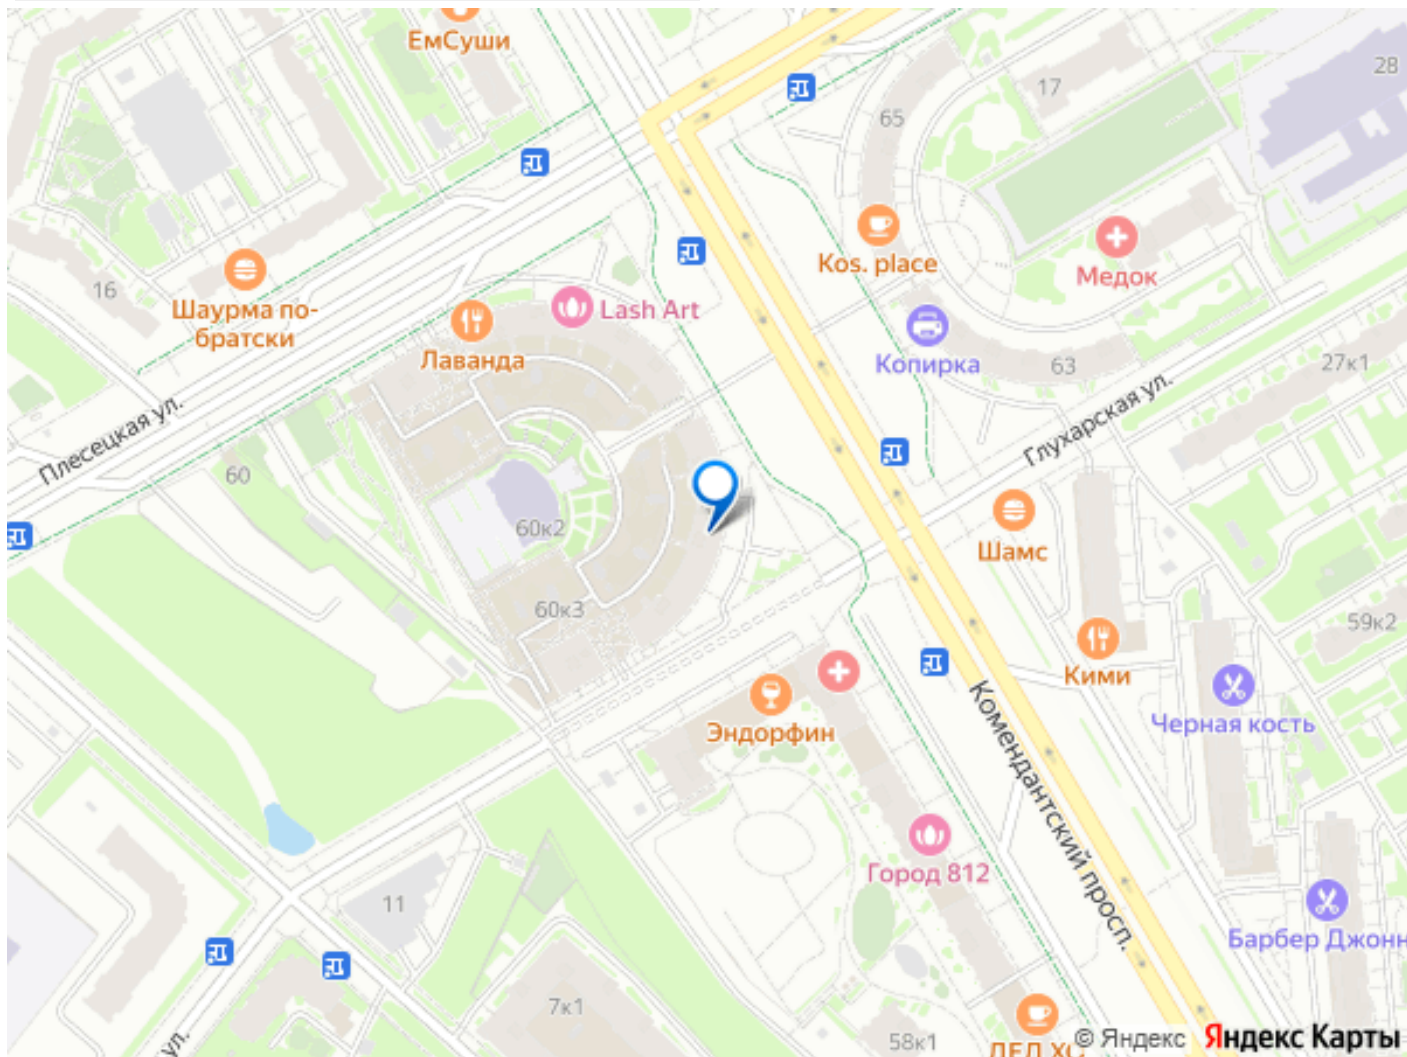 ЕмСуши
28
17
65
Kos. place
Медок
16
Шаурма по-
братски
Lash Art
Лаванда
Копирка
63
27к1
Плесецкая ул.
Глухарская ул.
60
60к2
Шамс
60к3
59к2
Кими
Эндорфин
Черная кость
Комендантский просп.
Город 812
11
Барбер Джонн
7к1
58к1
© Яндекс
Яндекс Карты
ул.